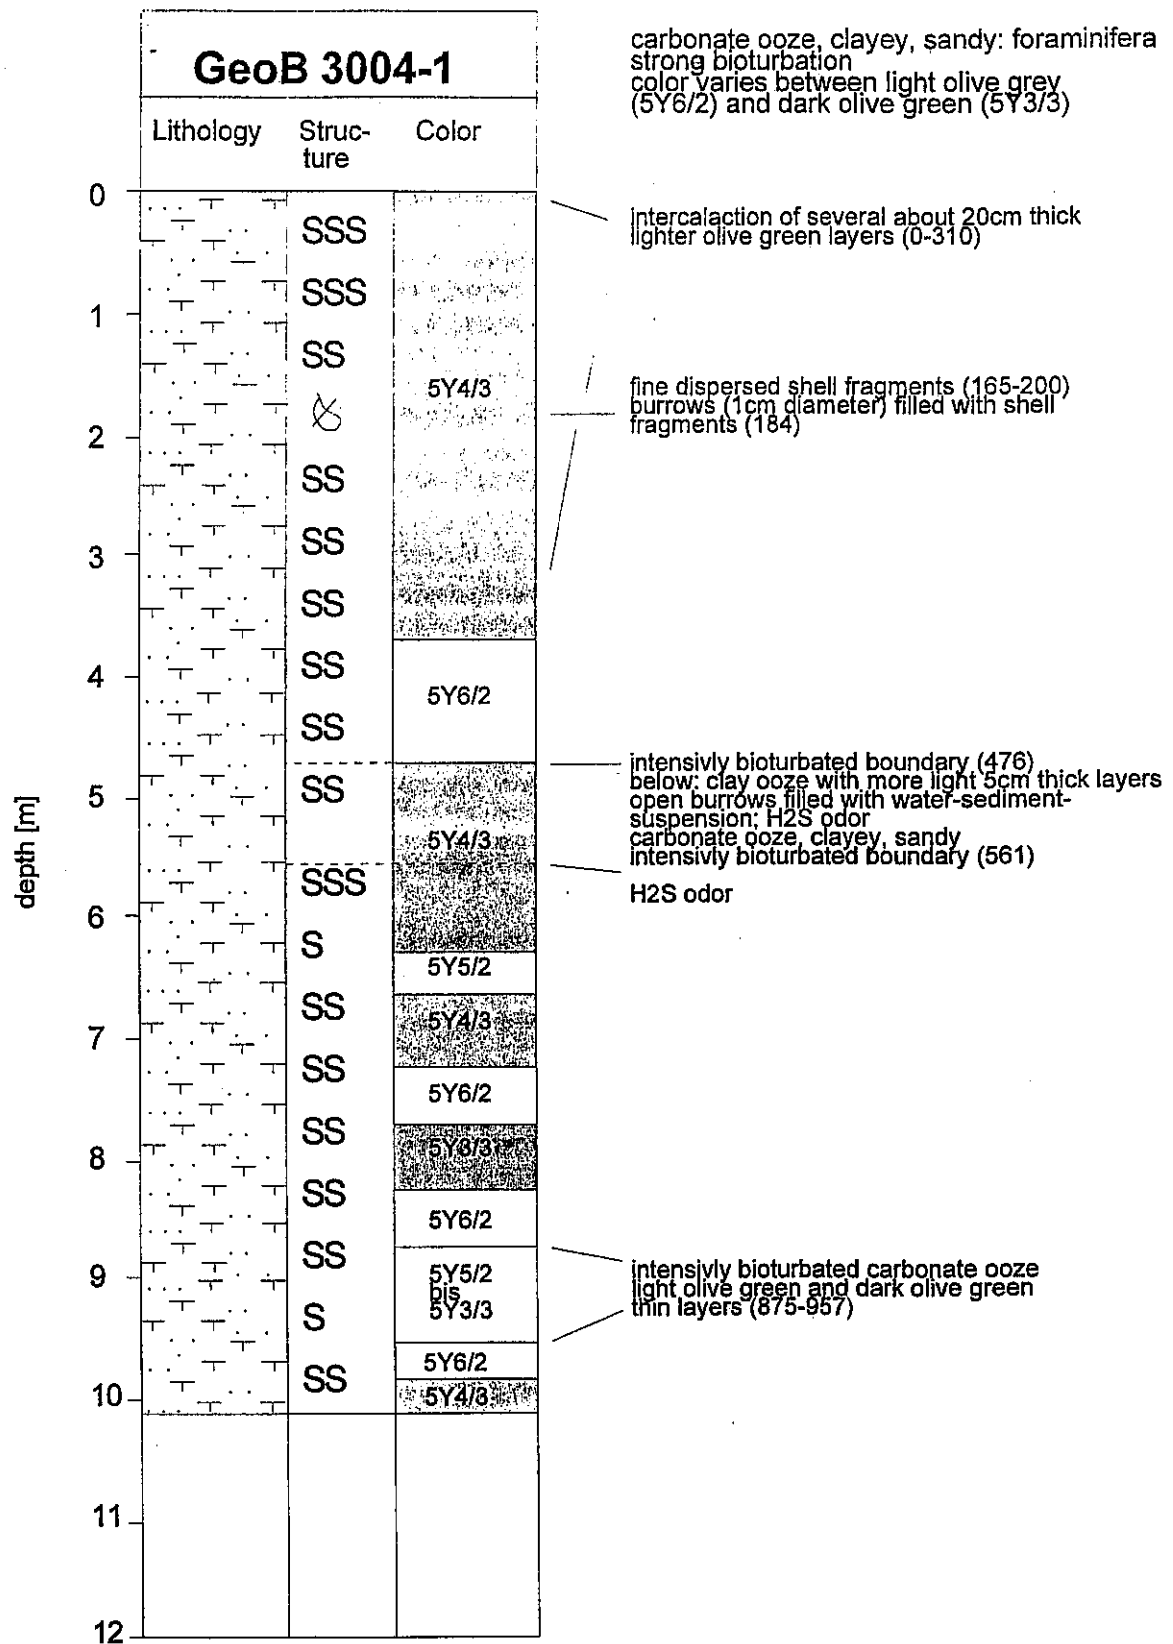 GeoB 3004-1
carbonate ooze, clayey, sandy: foraminifera
strong bioturbation
color varies between light olive grey
(5Y6/2) and dark olive green (5Y3/3)
Lithology Struc-
ture Color
0
SSS
intercalaction of several about 20cm thick
lighter olive green layers (0-310)
SSS
1
SS
5Y4/3
fine dispersed shell fragments (165-200)
burrows (1cm diameter) filled with shell
fragments (184)
2
SS
SS
3
SS
SS
4
5Y6/2
SS
intensivly bioturbated boundary (476)
below: clay ooze with more light 5cm thick layers
open burrows filled with water-sediment-
suspension; H2S odor
carbonate ooze, clayey, sandy
intensivly bioturbated boundary (561)
SS
5
5Y4/3
SSS
H2S odor
6
S
5Y5/2
SS
5Y4/3
7
SS
5Y6/2
SS
5Y3/3
8
SS
5Y6/2
SS
intensivly bioturbated carbonate ooze
light olive green and dark olive green
thin layers (875-957)
9
5Y5/2
bis
5Y3/3
S
5Y6/2
SS
10
5Y4/3
11
12
depth [m]